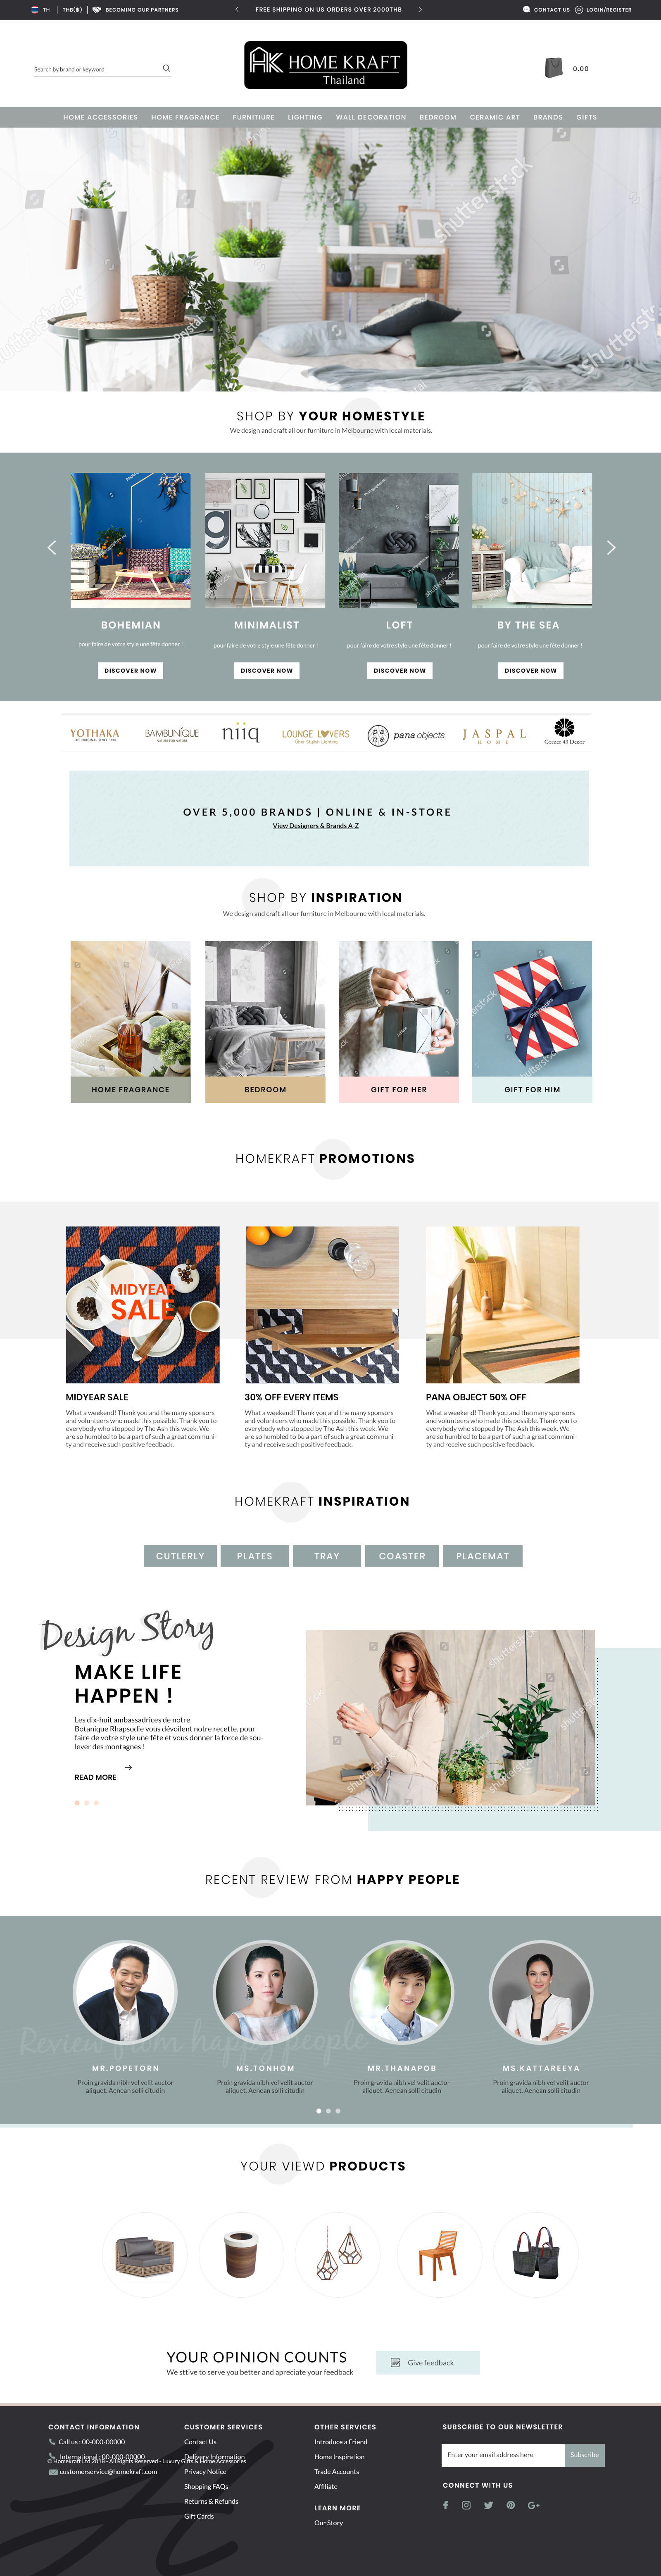 TH
THB(฿)
BECOMING OUR PARTNERS
FREE SHIPPING ON US ORDERS OVER 2000THB
CONTACT US
LOGIN/REGISTER
Search by brand or keyword
HK HOME KRAFT
Thailand
0.00
HOME ACCESSORIES
HOME FRAGRANCE
FURNITIURE
LIGHTING
WALL DECORATION
BEDROOM
CERAMIC ART
BRANDS
GIFTS
shutterstock
SHOP BY YOUR HOMESTYLE
We design and craft all our furniture in Melbourne with local materials.
BOHEMIAN
MINIMALIST
LOFT
BY THE SEA
pour faire de votre style une fête donner !
pour faire de votre style une fête donner !
pour faire de votre style une fête donner !
pour faire de votre style une fête donner !
DISCOVER NOW
DISCOVER NOW
DISCOVER NOW
DISCOVER NOW
YOTHAKA
THE ORIGINAL SINCE 1989
BAMBUNIQUE
niiq
LOUNGE LOVERS
Uber Stylish Lighting
pana
pana objects
JASPAL
HOME
Corner 43 Decor
OVER 5,000 BRANDS | ONLINE & IN-STORE
View Designers & Brands A-Z
SHOP BY INSPIRATION
We design and craft all our furniture in Melbourne with local materials.
HOME FRAGRANCE
BEDROOM
GIFT FOR HER
GIFT FOR HIM
HOMEKRAFT PROMOTIONS
MIDYEAR
SALE
MIDYEAR SALE
What a weekend! Thank you and the many sponsors
and volunteers who made this possible. Thank you to
everybody who stopped by The Ash this week. We
are so humbled to be a part of such a great communi-
ty and receive such positive feedback.
30% OFF EVERY ITEMS
What a weekend! Thank you and the many sponsors
and volunteers who made this possible. Thank you to
everybody who stopped by The Ash this week. We
are so humbled to be a part of such a great communi-
ty and receive such positive feedback.
PANA OBJECT 50% OFF
What a weekend! Thank you and the many sponsors
and volunteers who made this possible. Thank you to
everybody who stopped by The Ash this week. We
are so humbled to be a part of such a great communi-
ty and receive such positive feedback.
HOMEKRAFT INSPIRATION
CUTLERLY
PLATES
TRAY
COASTER
PLACEMAT
Design Story
MAKE LIFE
HAPPEN !
Les dix-huit ambassadrices de notre
Botanique Rhapsodie vous dévoilent notre recette, pour
faire de votre style une fête et vous donner la force de sou-
lever des montagnes !
READ MORE
RECENT REVIEW FROM HAPPY PEOPLE
Review from happy people
MR.POPETORN
MS.TONHOM
MR.THANAPOB
MS.KATTAREEYA
Proin gravida nibh vel velit auctor
aliquet. Aenean solli citudin
Proin gravida nibh vel velit auctor
aliquet. Aenean solli citudin
Proin gravida nibh vel velit auctor
aliquet. Aenean solli citudin
Proin gravida nibh vel velit auctor
aliquet. Aenean solli citudin
YOUR VIEWD PRODUCTS
YOUR OPINION COUNTS
We sttive to serve you better and apreciate your feedback
Give feedback
CONTACT INFORMATION
Call us : 00-000-00000
International : 00-000-00000
© Homekraft Ltd 2018 - All Rights Reserved - Luxury Gifts & Home Accessories
customerservice@homekraft.com
CUSTOMER SERVICES
Contact Us
Delivery Information
Privacy Notice
Shopping FAQs
Returns & Refunds
Gift Cards
OTHER SERVICES
Introduce a Friend
Home Inspiration
Trade Accounts
Affiliate
LEARN MORE
Our Story
SUBSCRIBE TO OUR NEWSLETTER
Enter your email address here
Subscribe
CONNECT WITH US